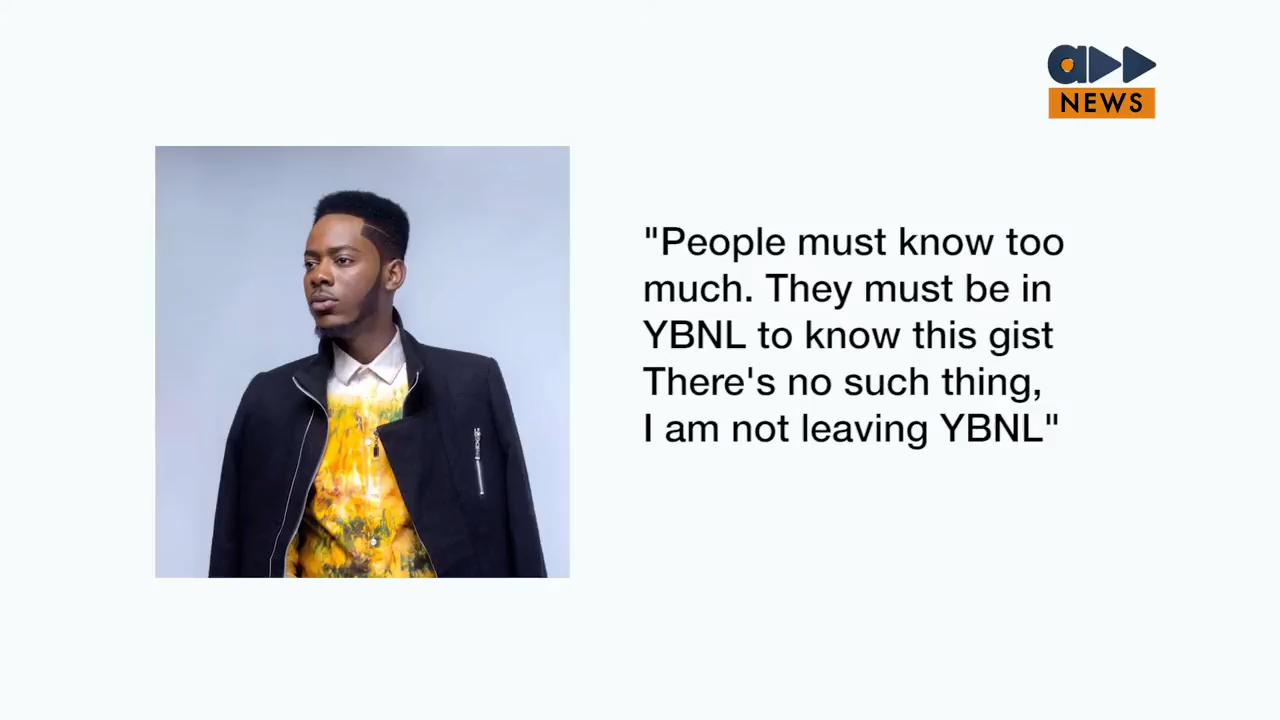 NEWS
"People must know too
much. They must be in
YBNL to know this gist
There's no such thing,
I am not leaving YBNL"